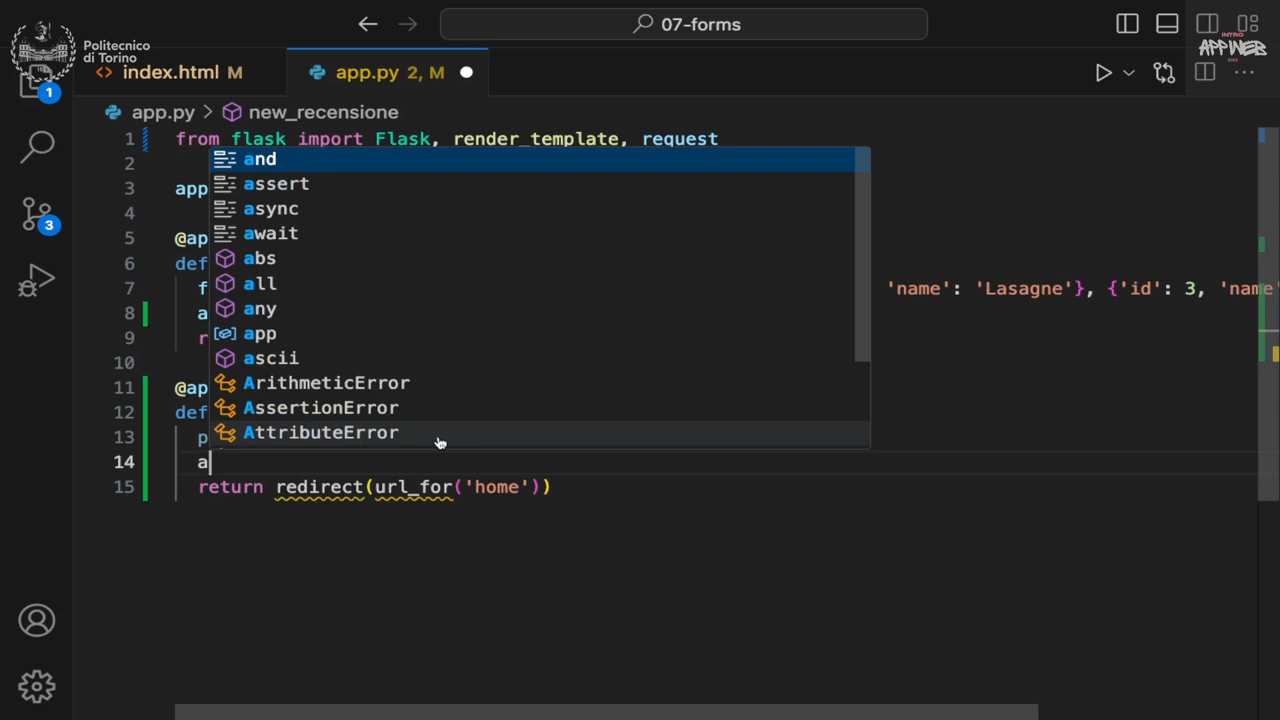 07-forms
Politecnico
di Torino
INTRO
APPINWEB
index.html M
app.py 2, M
app.py > new_recensione
1 from flask import Flask, render_template, request
2
3 app
4
5 @ap
6 def
7 f 'name': 'Lasagne'}, {'id': 3, 'name'
8 a
9 r
10
11 @ap
12 def
13 p
14 a
15 return redirect(url_for('home'))
and
assert
async
await
abs
all
any
app
ascii
ArithmeticError
AssertionError
AttributeError
1
3